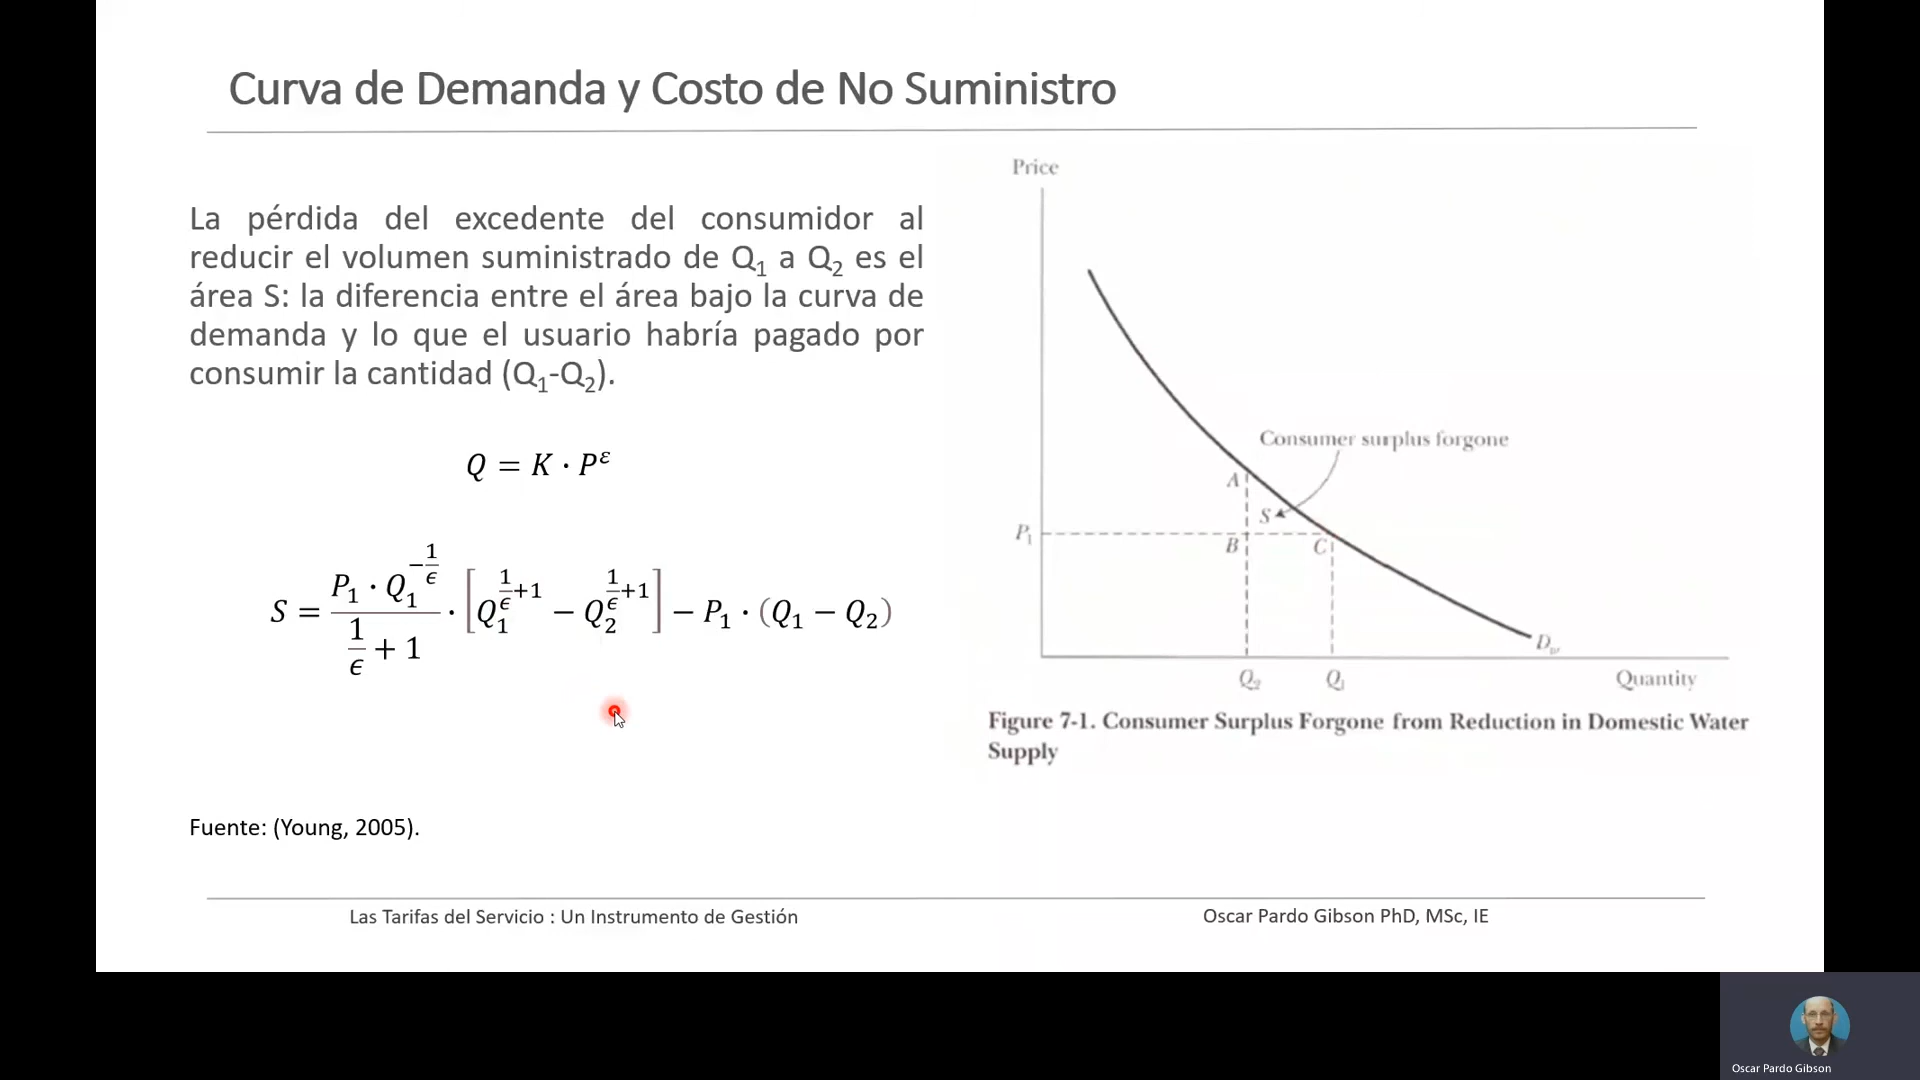 Curva de Demanda y Costo de No Suministro
La pérdida del excedente del consumidor al
reducir el volumen suministrado de Q₁ a Q₂ es el
área S: la diferencia entre el área bajo la curva de
demanda y lo que el usuario habría pagado por
consumir la cantidad (Q₁-Q₂).
Q = K · P^ε
S = (P₁ · Q₁^(-1/ϵ)) / (1/ϵ + 1) · [Q₁^(1/ϵ+1) − Q₂^(1/ϵ+1)] − P₁ · (Q₁ − Q₂)
Fuente: (Young, 2005).
Price
Consumer surplus forgone
A
S
P₁
B
C
D_w
Q₂
Q₁
Quantity
Figure 7-1. Consumer Surplus Forgone from Reduction in Domestic Water
Supply
Las Tarifas del Servicio : Un Instrumento de Gestión
Oscar Pardo Gibson PhD, MSc, IE
Oscar Pardo Gibson